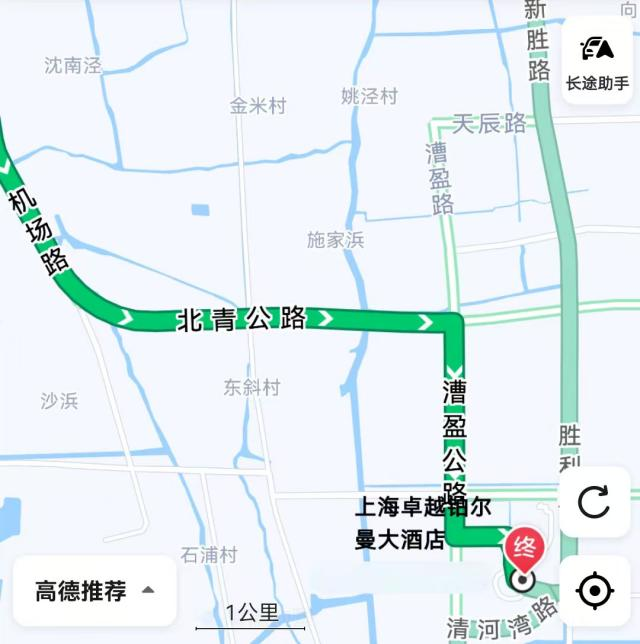 新胜路
向
长途助手
沈南泾
金米村
姚泾村
天辰路
漕盈路
机场路
施家浜
北青公路
东斜村
沙浜
漕盈公路
胜利
上海卓越铂尔
曼大酒店
终
石浦村
高德推荐
1公里
清河湾路